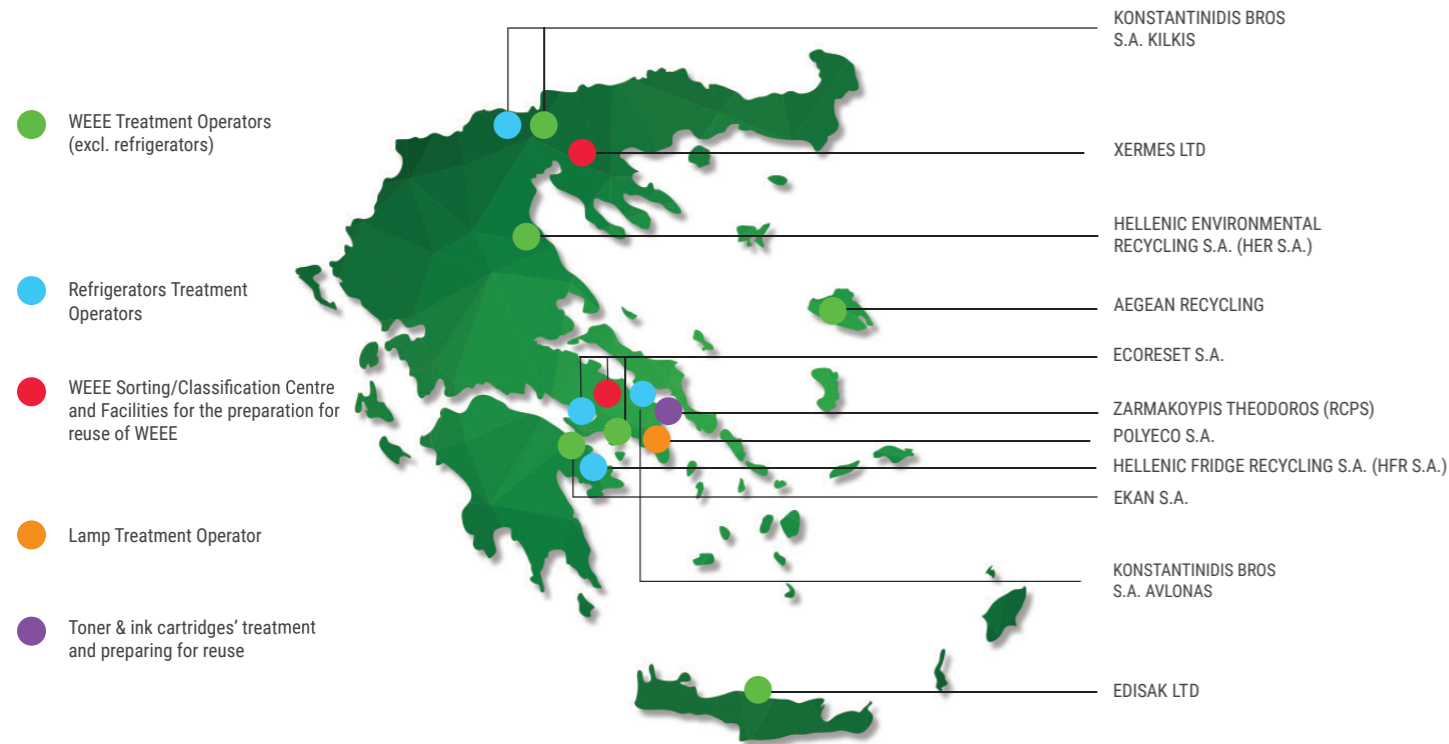 WEEE Treatment Operators
(excl. refrigerators)
Refrigerators Treatment
Operators
WEEE Sorting/Classification Centre
and Facilities for the preparation for
reuse of WEEE
Lamp Treatment Operator
Toner & ink cartridges’ treatment
and preparing for reuse
KONSTANTINIDIS BROS
S.A. KILKIS
XERMES LTD
HELLENIC ENVIRONMENTAL
RECYCLING S.A. (HER S.A.)
AEGEAN RECYCLING
ECORESET S.A.
ZARMAKOYPIS THEODOROS (RCPS)
POLYECO S.A.
HELLENIC FRIDGE RECYCLING S.A. (HFR S.A.)
EKAN S.A.
KONSTANTINIDIS BROS
S.A. AVLONAS
EDISAK LTD